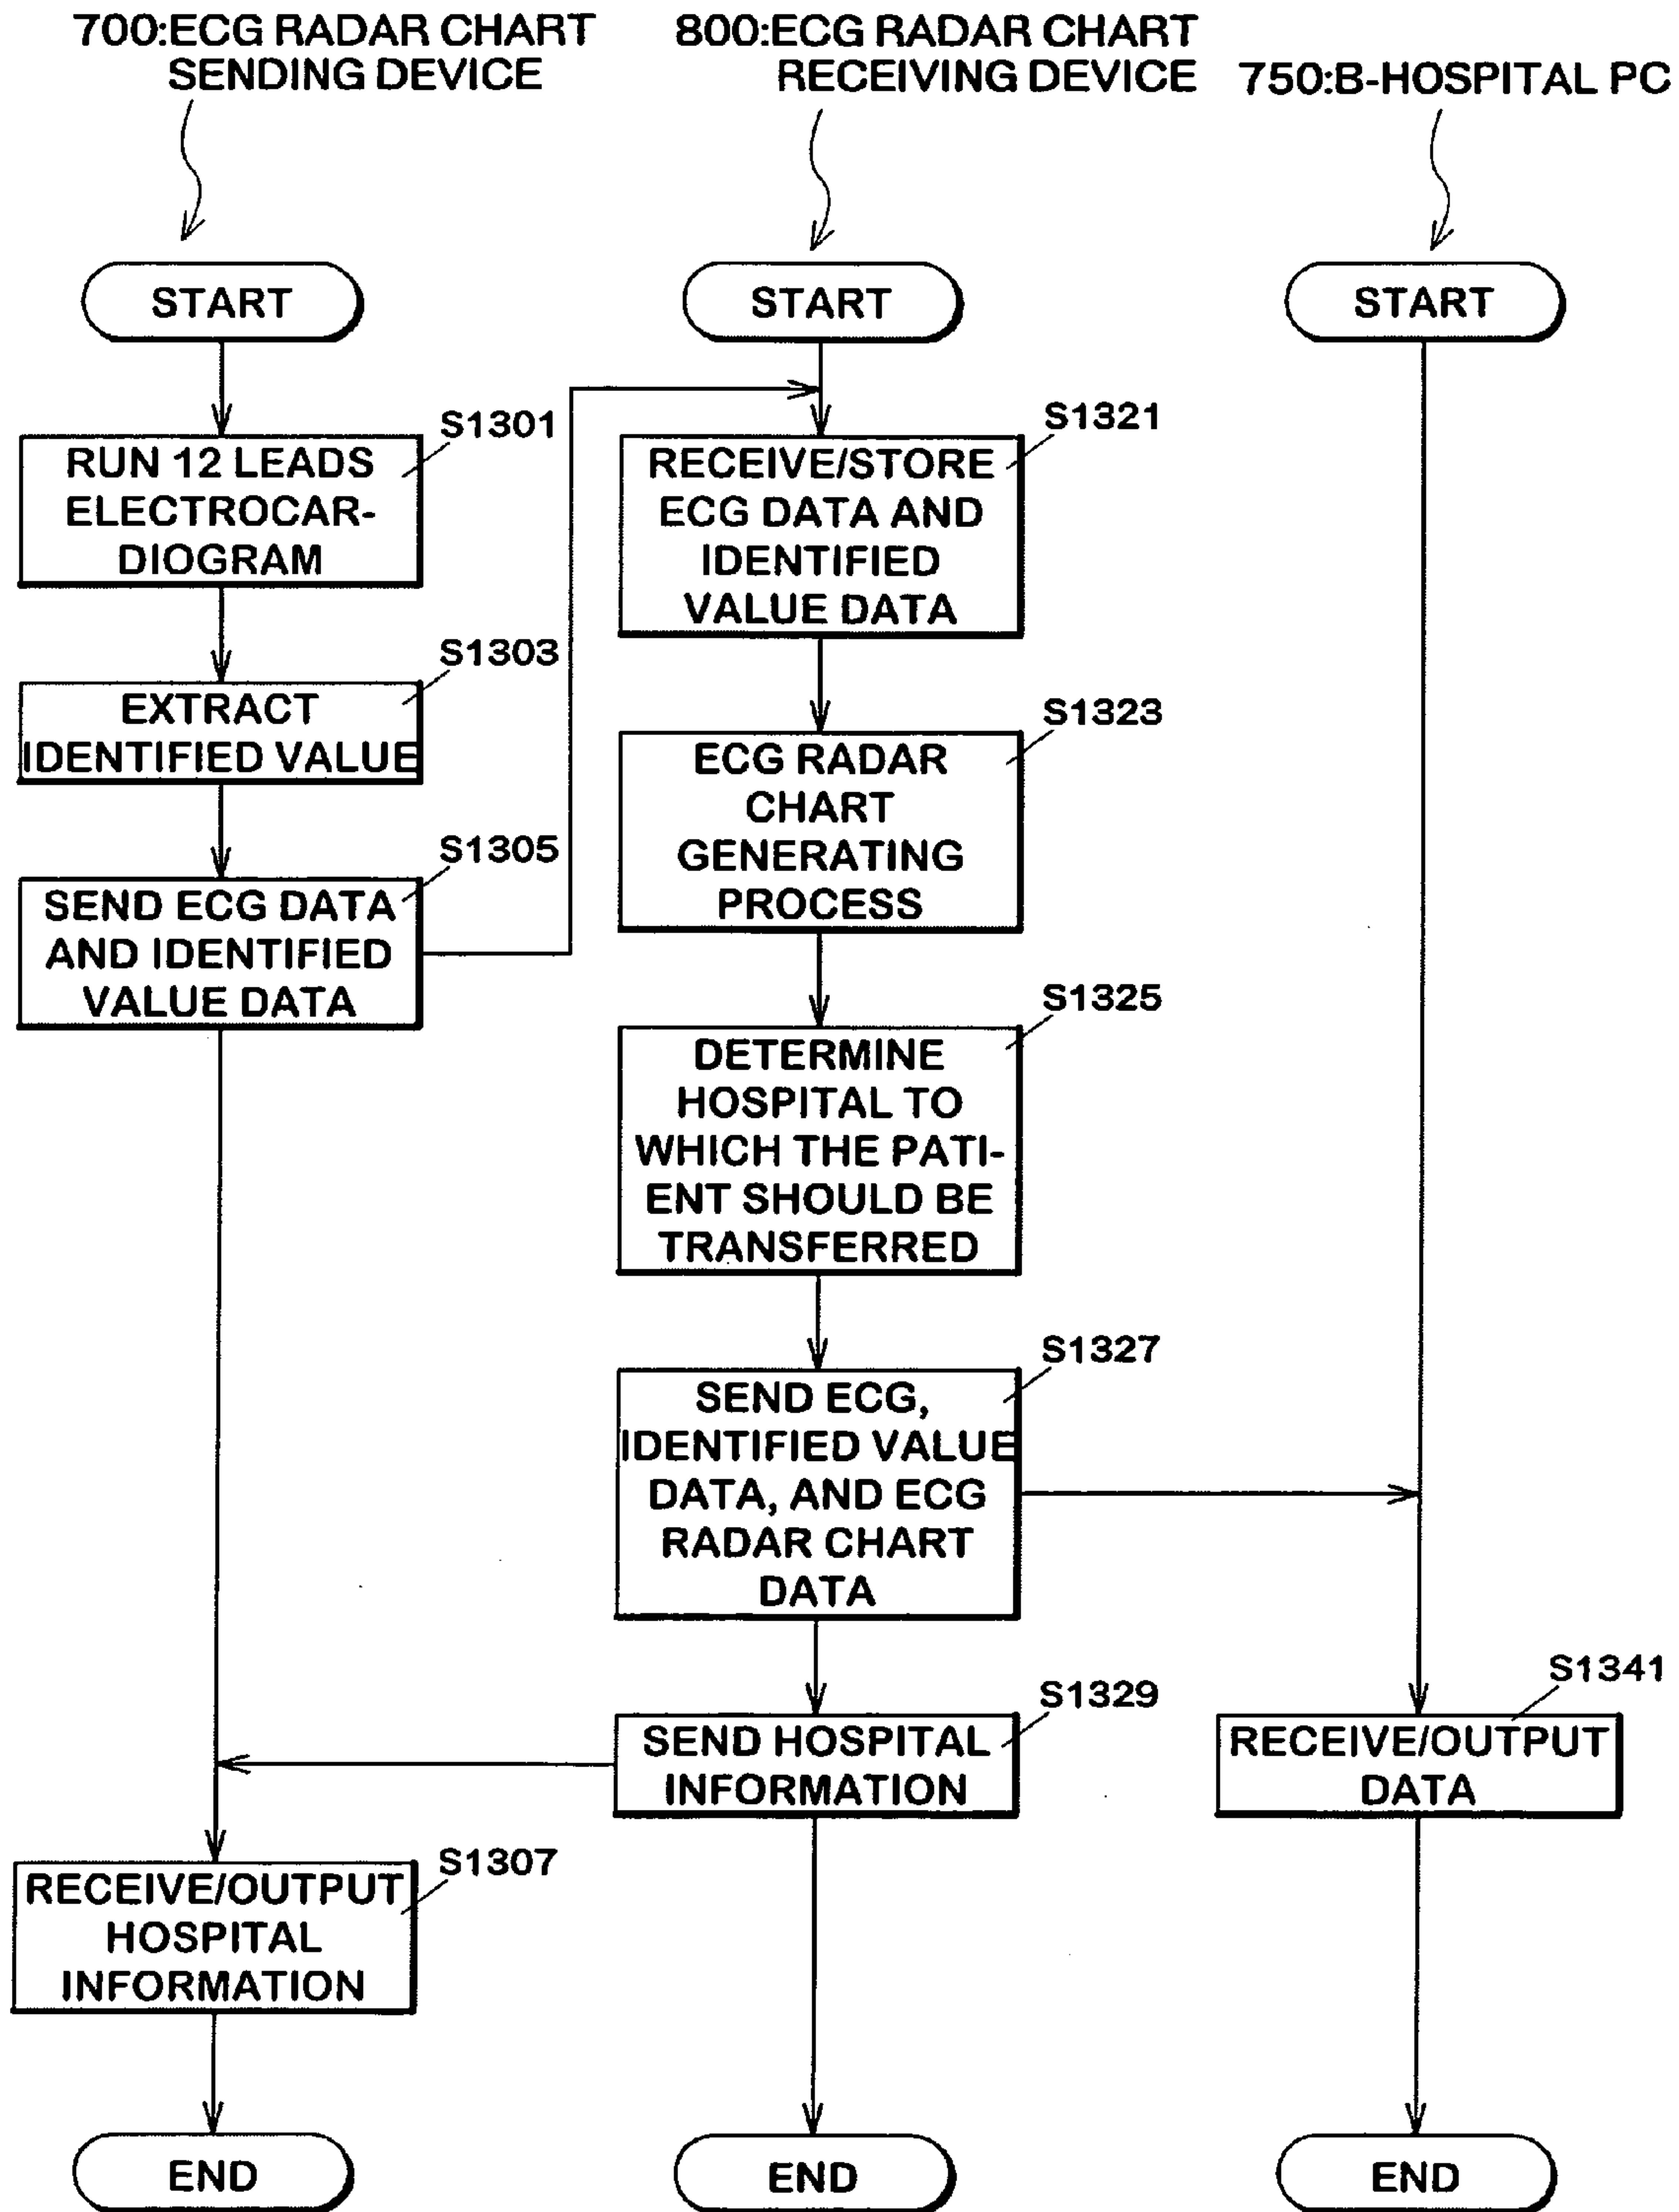 700:ECG RADAR CHART
SENDING DEVICE
800:ECG RADAR CHART
RECEIVING DEVICE
750:B-HOSPITAL PC
START
START
START
S1301
RUN 12 LEADS
ELECTROCAR-
DIOGRAM
S1303
EXTRACT
IDENTIFIED VALUE
S1305
SEND ECG DATA
AND IDENTIFIED
VALUE DATA
S1321
RECEIVE/STORE
ECG DATA AND
IDENTIFIED
VALUE DATA
S1323
ECG RADAR
CHART
GENERATING
PROCESS
S1325
DETERMINE
HOSPITAL TO
WHICH THE PATI-
ENT SHOULD BE
TRANSFERRED
S1327
SEND ECG,
IDENTIFIED VALUE
DATA, AND ECG
RADAR CHART
DATA
S1329
SEND HOSPITAL
INFORMATION
S1341
RECEIVE/OUTPUT
DATA
S1307
RECEIVE/OUTPUT
HOSPITAL
INFORMATION
END
END
END